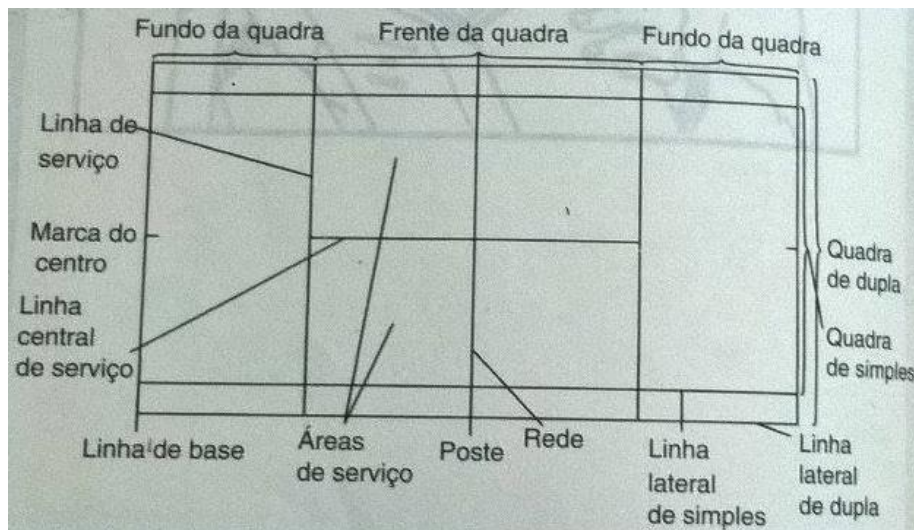 Fundo da quadra
Frente da quadra
Fundo da quadra
Linha de
serviço
Marca do
centro
Linha
central
de serviço
Quadra
de dupla
Quadra
de simples
Linha de base
Áreas
de serviço
Poste
Rede
Linha
lateral
de simples
Linha
lateral
de dupla